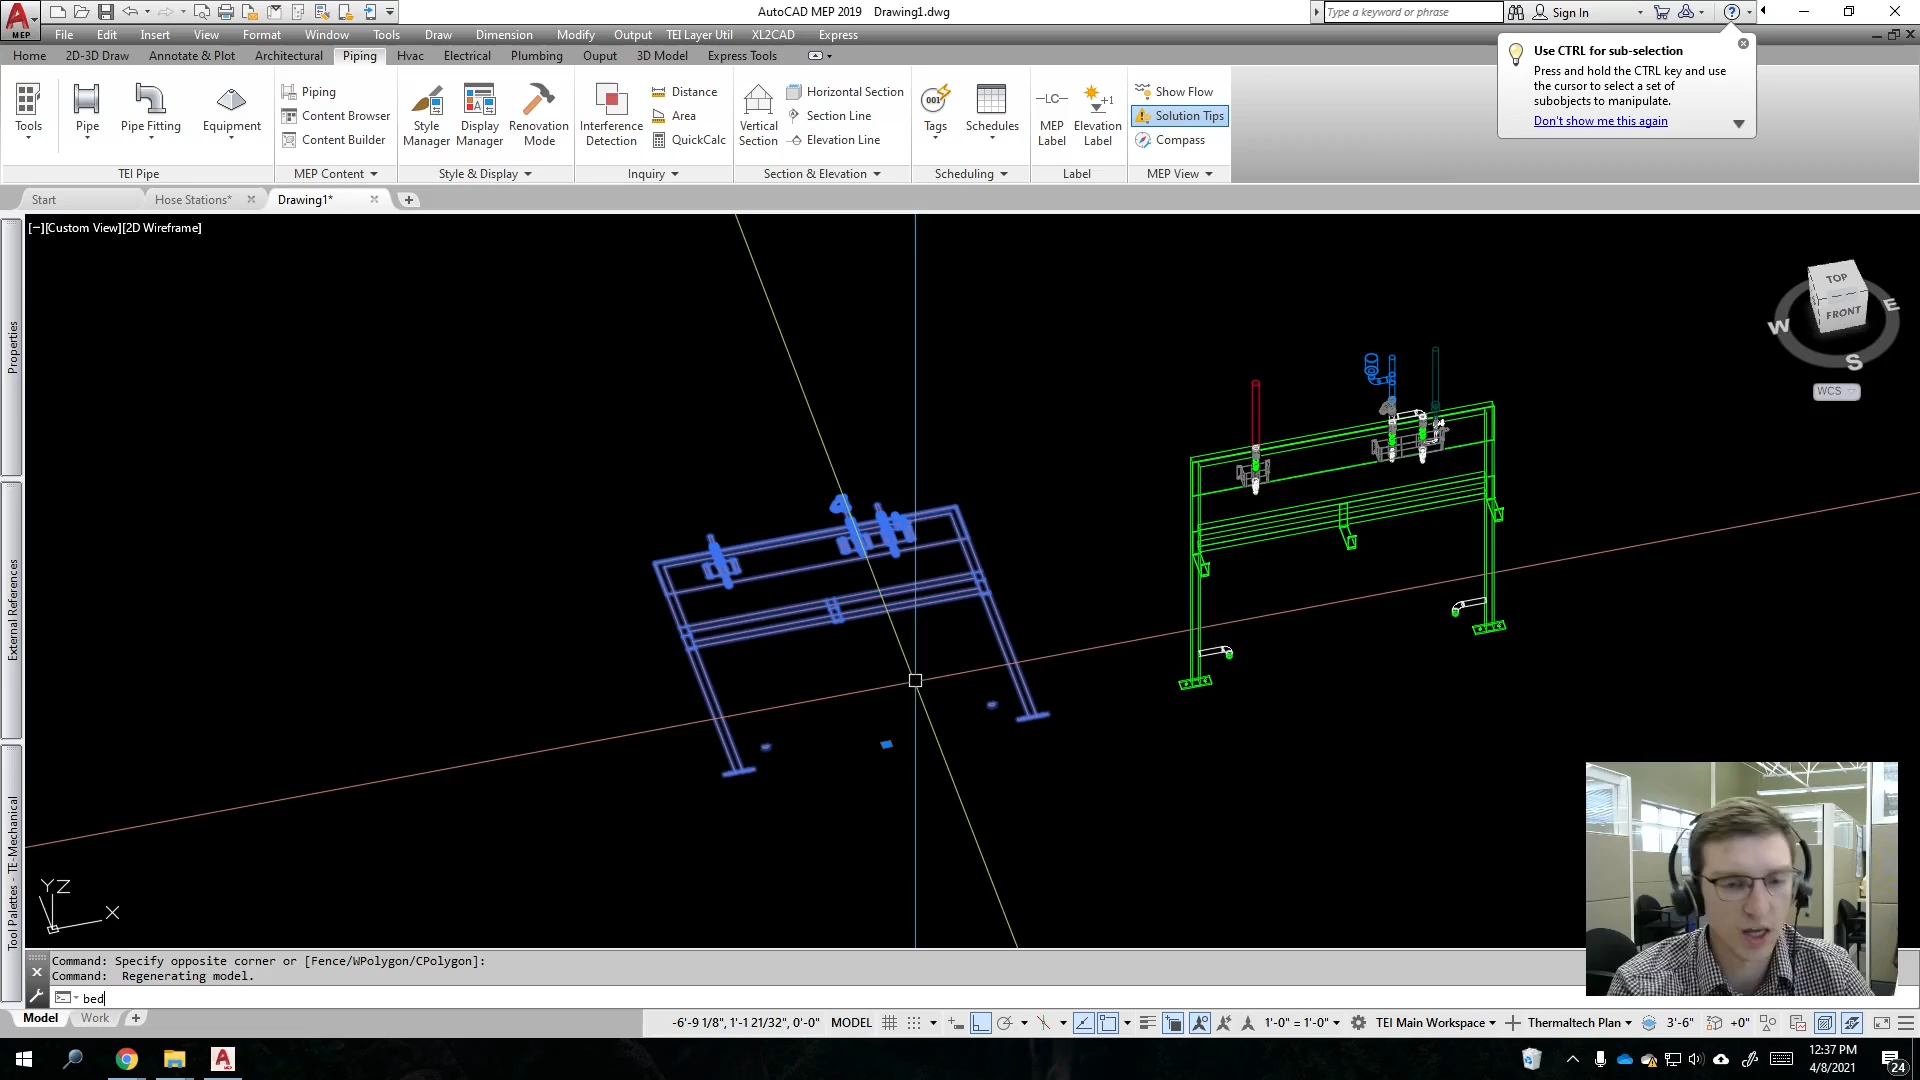 AutoCAD MEP 2019 Drawing1.dwg
Type a keyword or phrase
Sign In
MEP
File Edit Insert View Format Window Tools Draw Dimension Modify Output TEI Layer Util XL2CAD Express
Home 2D-3D Draw Annotate & Plot Architectural Piping Hvac Electrical Plumbing Ouput 3D Model Express Tools
Tools
Pipe
Pipe Fitting
Equipment
TEI Pipe
Piping
Content Browser
Content Builder
MEP Content
Style Manager
Display Manager
Renovation Mode
Style & Display
Interference Detection
Distance
Area
QuickCalc
Inquiry
Vertical Section
Horizontal Section
Section Line
Elevation Line
Section & Elevation
001
Tags
Schedules
Scheduling
-LC-
MEP Label
+1
Elevation Label
Label
Show Flow
Solution Tips
Compass
MEP View
Use CTRL for sub-selection
Press and hold the CTRL key and use
the cursor to select a set of
subobjects to manipulate.
Don't show me this again
Start Hose Stations* Drawing1*
[−][Custom View][2D Wireframe]
Properties
External References
Tool Palettes - TE-Mechanical
TOP
FRONT
W
E
S
WCS
Y Z
X
Command: Specify opposite corner or [Fence/WPolygon/CPolygon]:
Command: Regenerating model.
bed
Model Work
-6'-9 1/8", 1'-1 21/32", 0'-0" MODEL 1'-0" = 1'-0" TEI Main Workspace Thermaltech Plan 3'-6" +0"
12:37 PM
4/8/2021
24